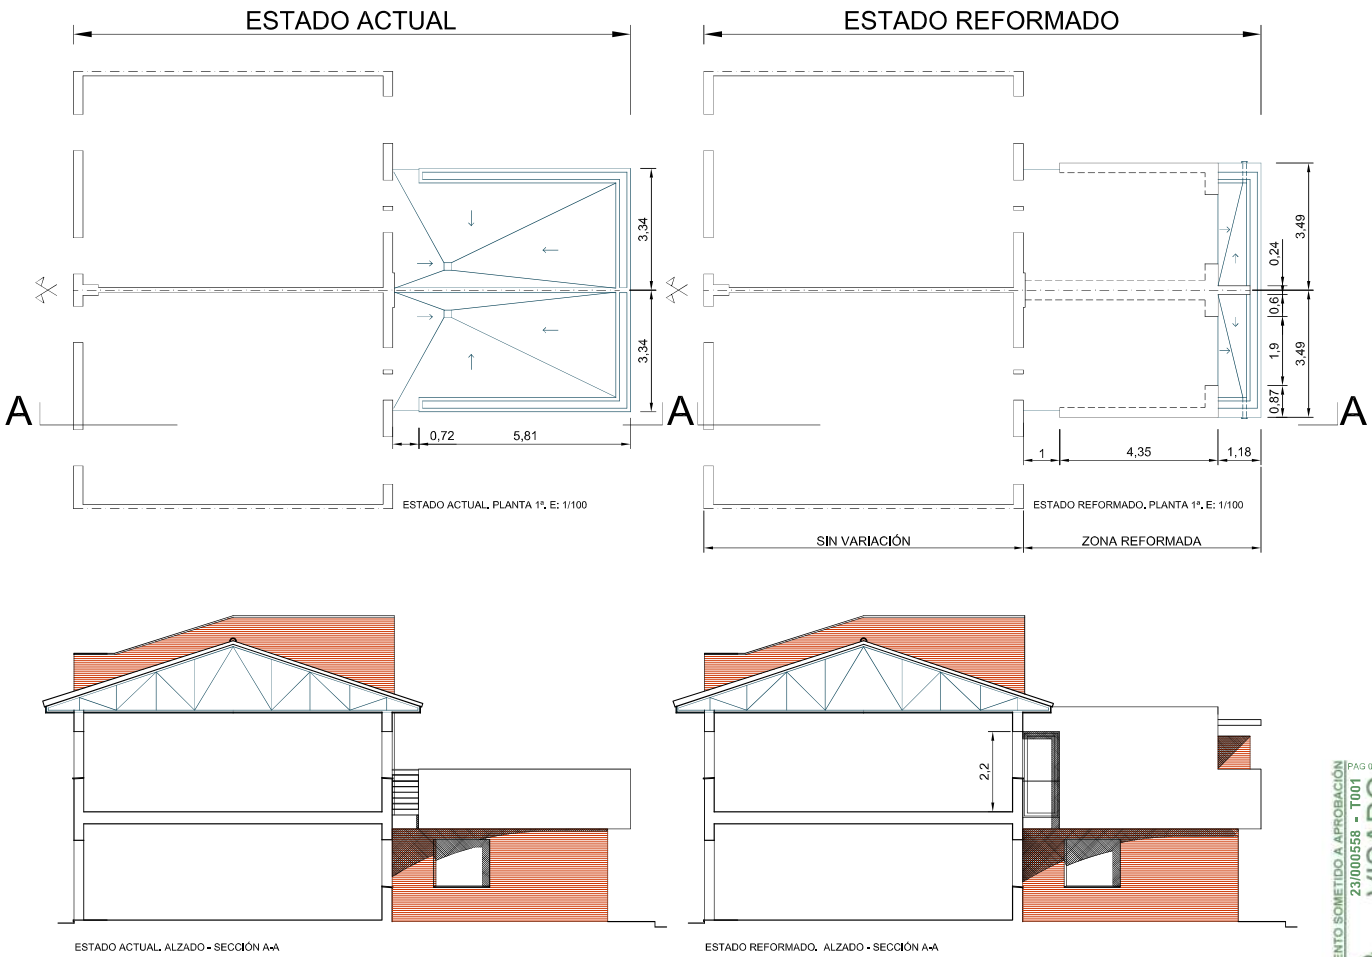 ESTADO ACTUAL
ESTADO REFORMADO
3,34
3,34
0,72
5,81
A
A
ESTADO ACTUAL. PLANTA 1ª. E: 1/100
3,49
0,24
0,6
1,9
3,49
0,87
1
4,35
1,18
A
ESTADO REFORMADO. PLANTA 1ª. E: 1/100
SIN VARIACIÓN
ZONA REFORMADA
2,2
ESTADO ACTUAL. ALZADO - SECCIÓN A-A
ESTADO REFORMADO. ALZADO - SECCIÓN A-A
SOMETIDO A APROBACIÓN
23/000558 - T001
PAG